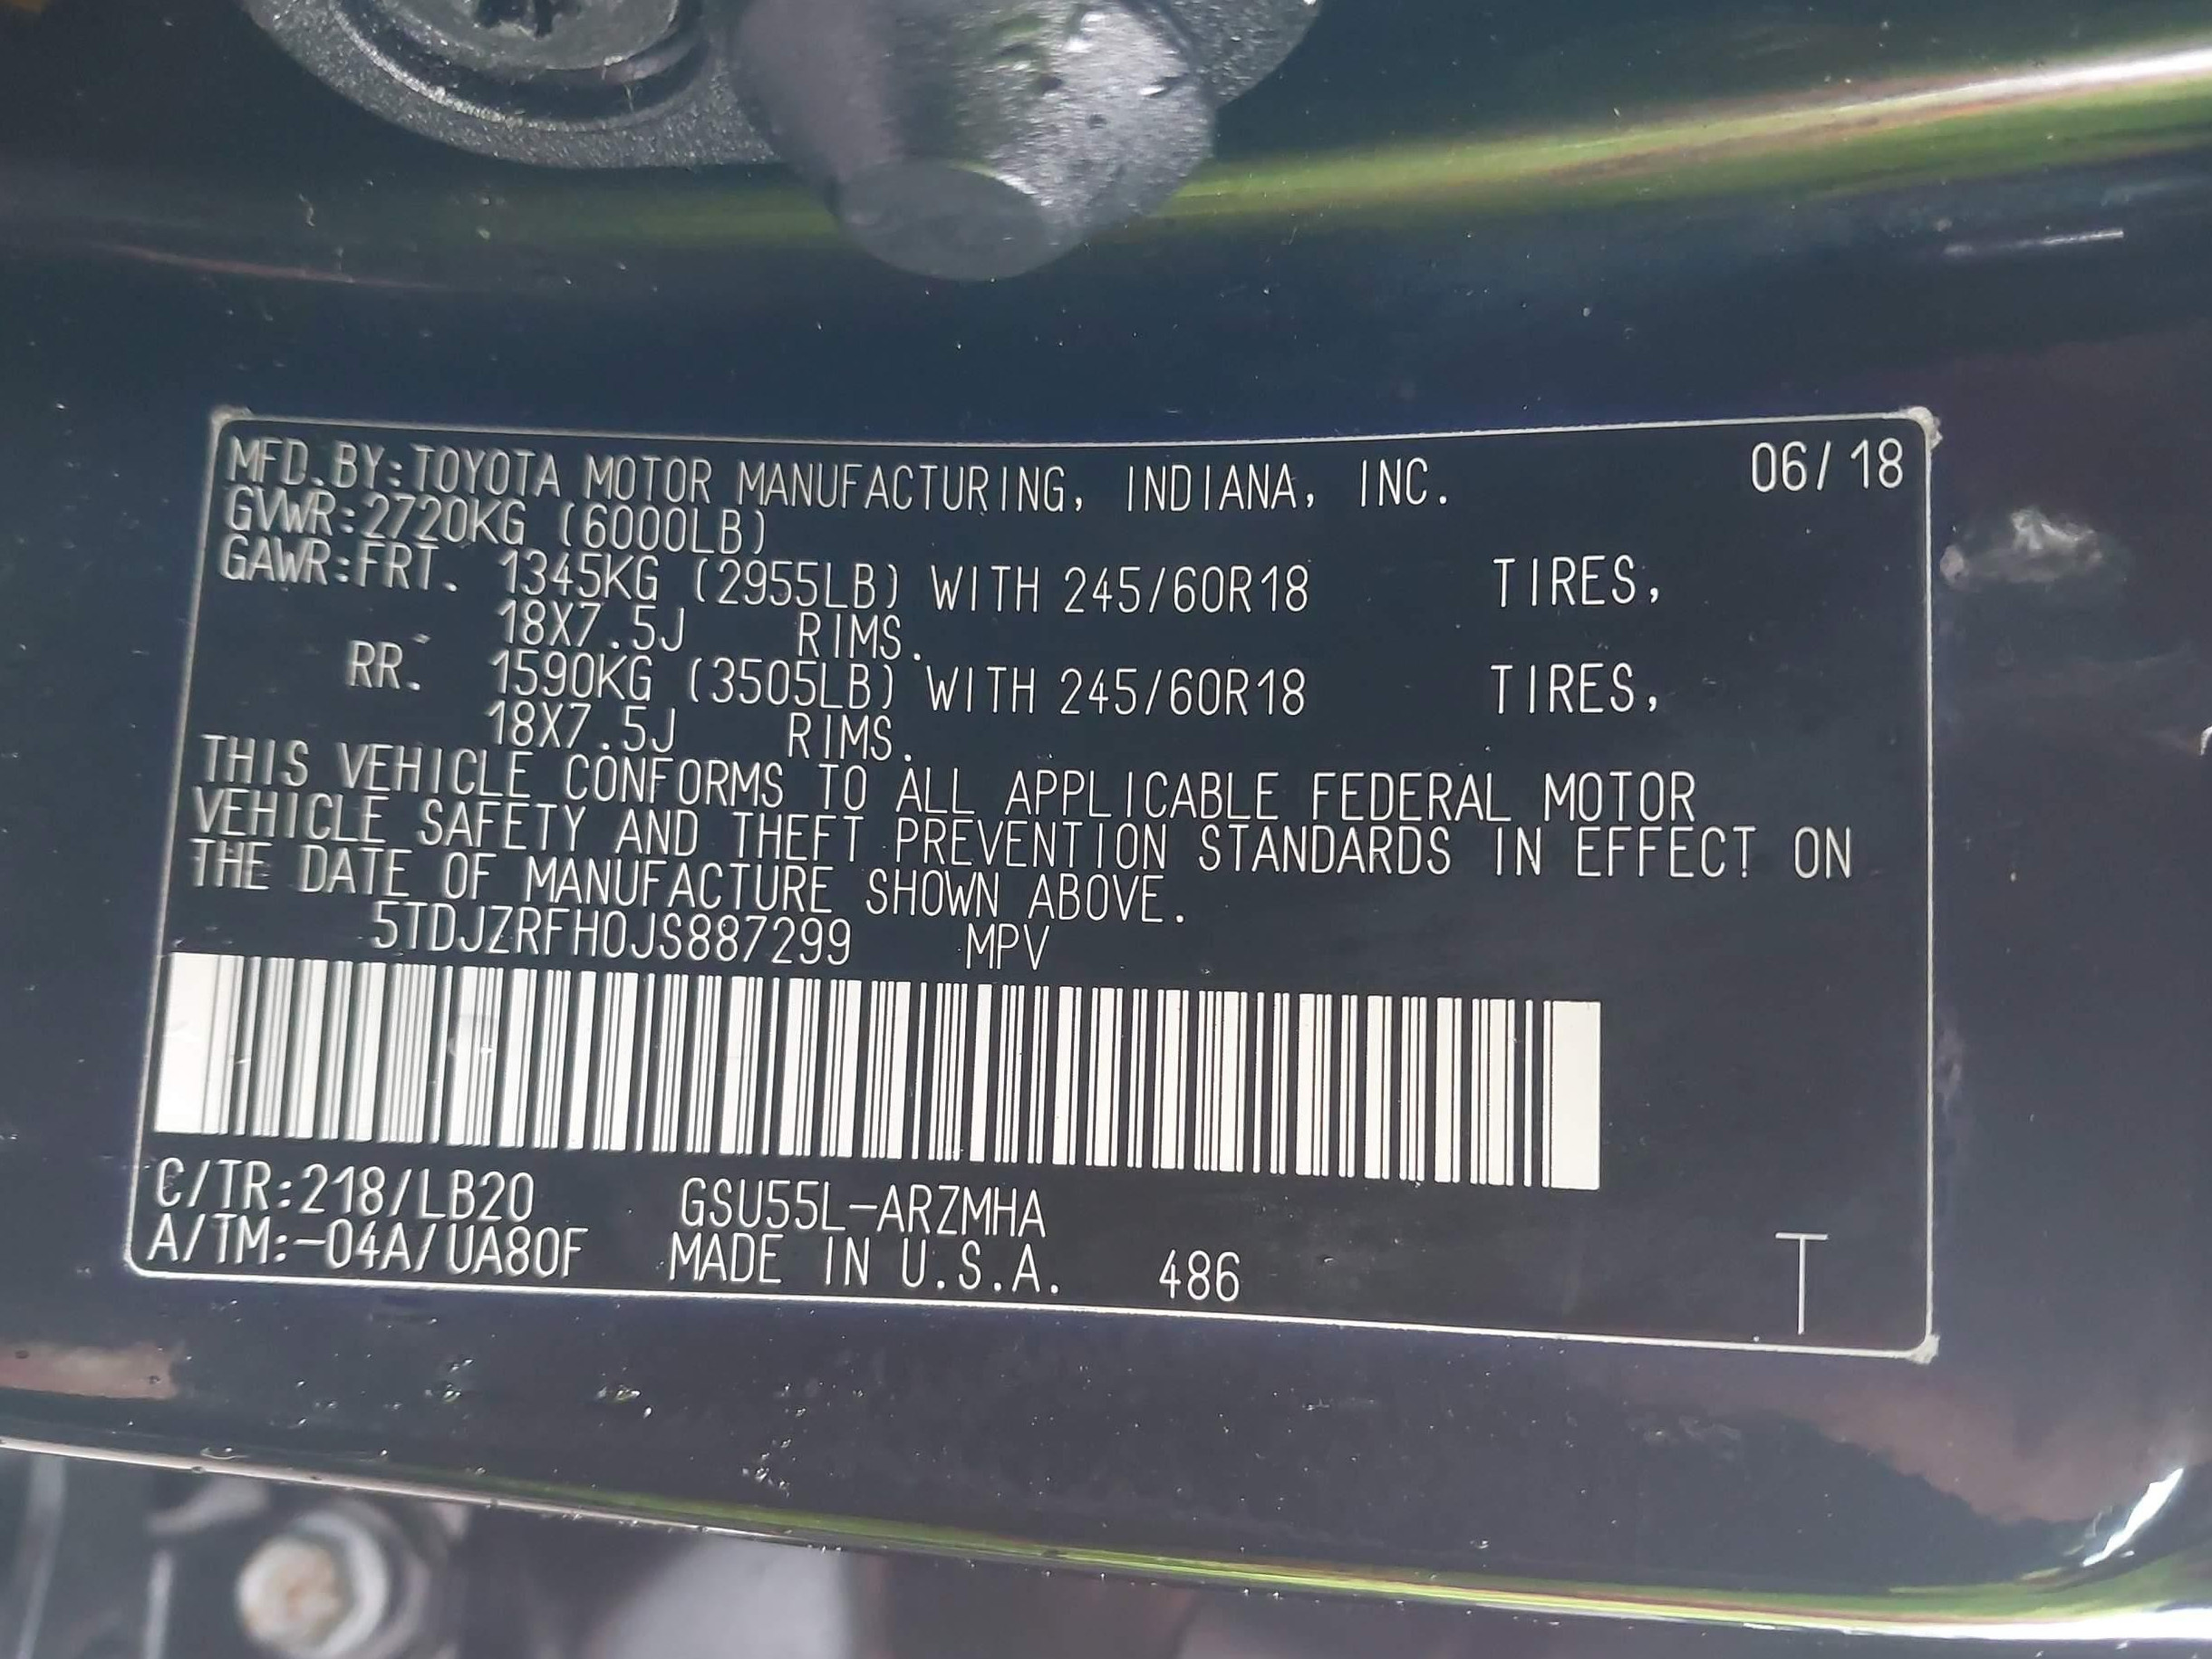 MFD.BY:TOYOTA MOTOR MANUFACTURING, INDIANA, INC. 06/18
GVWR:2720KG (6000LB)
GAWR:FRT. 1345KG (2955LB) WITH 245/60R18 TIRES,
18X7.5J RIMS.
RR. 1590KG (3505LB) WITH 245/60R18 TIRES,
18X7.5J RIMS.
THIS VEHICLE CONFORMS TO ALL APPLICABLE FEDERAL MOTOR
VEHICLE SAFETY AND THEFT PREVENTION STANDARDS IN EFFECT ON
THE DATE OF MANUFACTURE SHOWN ABOVE.
5TDJZRFH0JS887299 MPV
C/TR:218/LB20 GSU55L-ARZMHA
A/TM:-04A/UA80F MADE IN U.S.A. 486 T